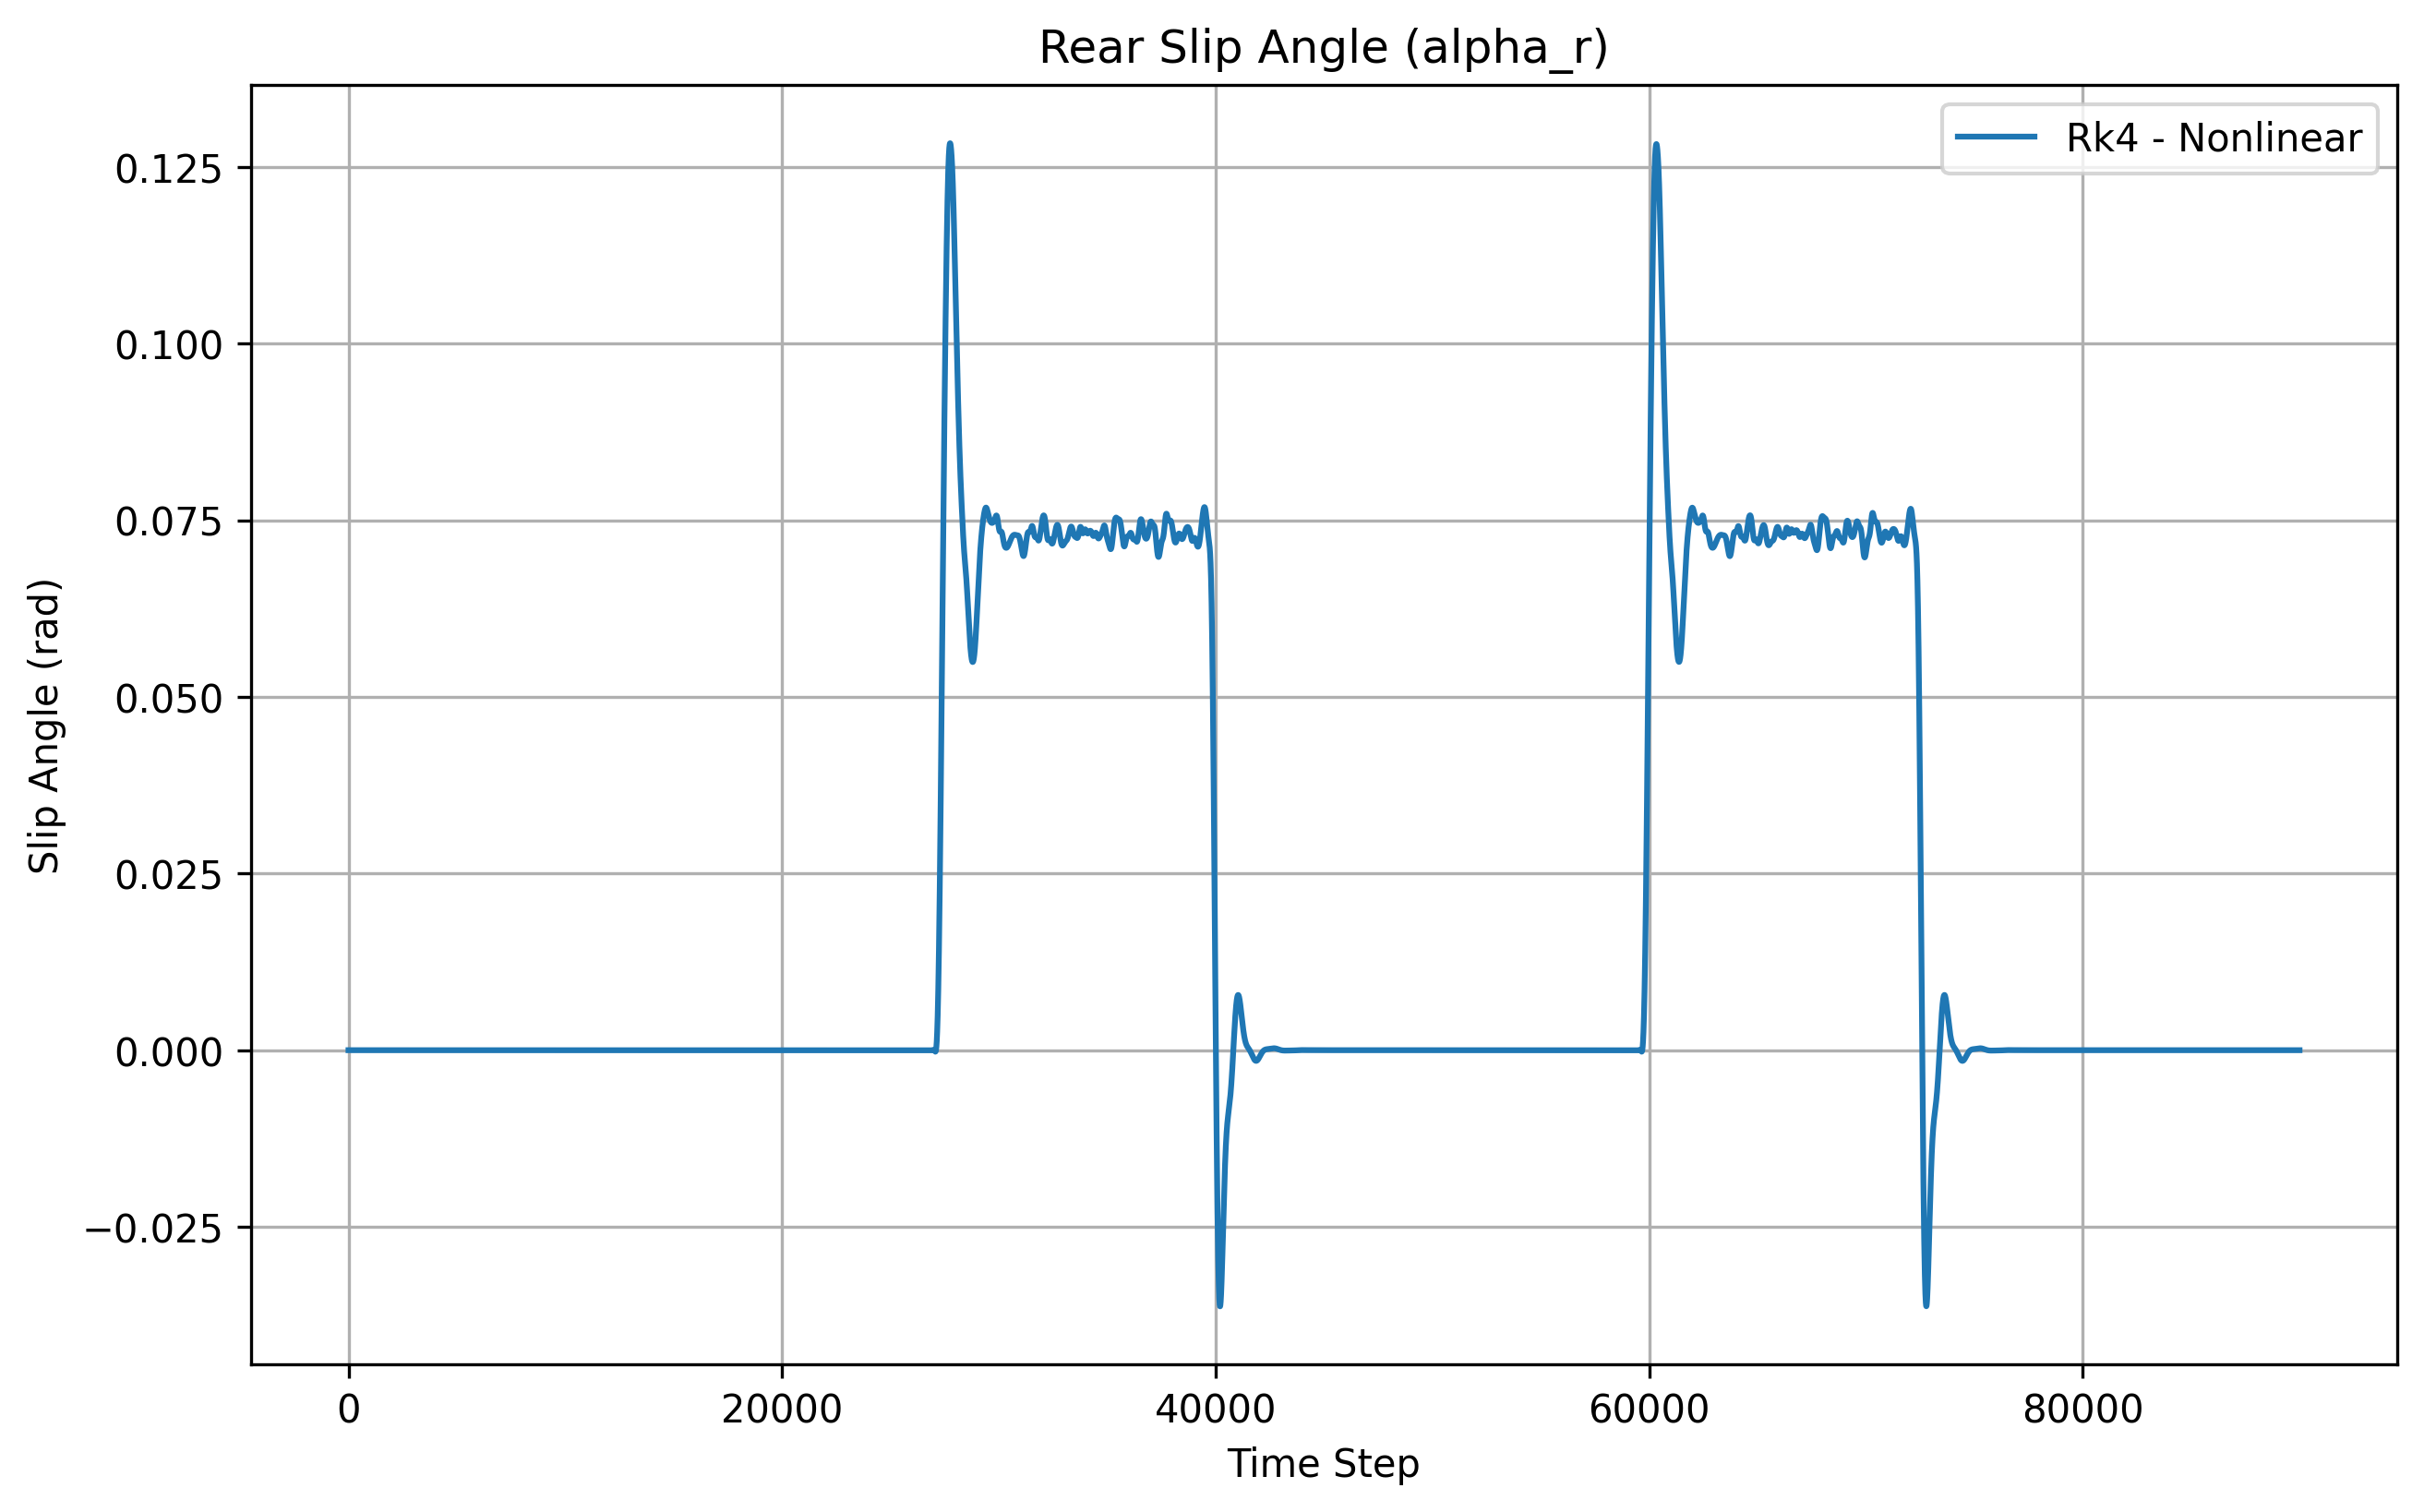 Rear Slip Angle (alpha_r)
Rk4 - Nonlinear
0.125
0.100
0.075
0.050
0.025
0.000
−0.025
Slip Angle (rad)
0 20000 40000 60000 80000
Time Step